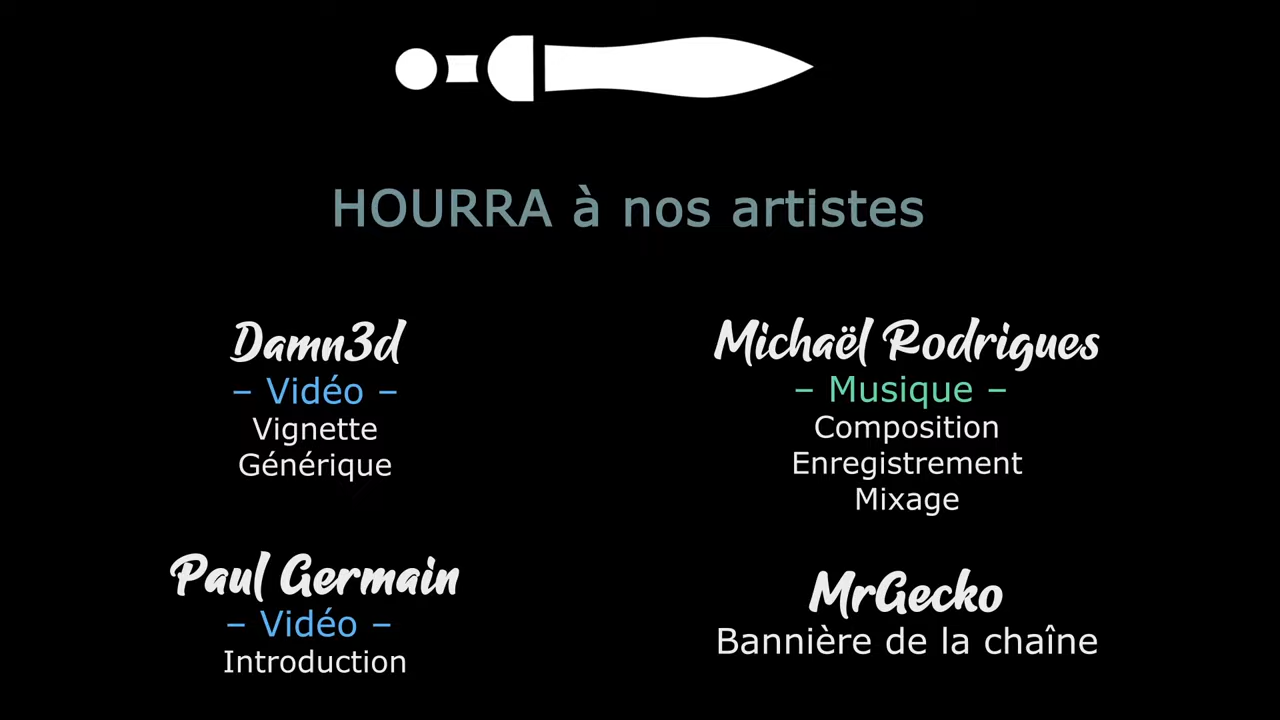 HOURRA à nos artistes
Damn3d
– Vidéo –
Vignette
Générique
Michaël Rodrigues
– Musique –
Composition
Enregistrement
Mixage
Paul Germain
– Vidéo –
Introduction
MrGecko
Bannière de la chaîne